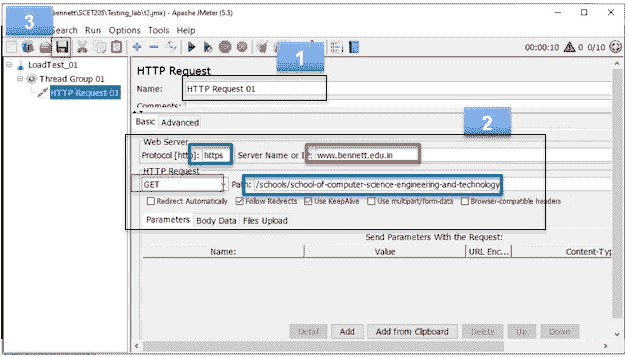 bennett\SCET205\Testing_lab\t2.jmx) - Apache JMeter (5.5)
3
Search Run Options Tools Help
00:00:10 0 0/10
1
LoadTest_01
Thread Group 01
HTTP Request 01
HTTP Request
Name: HTTP Request 01
Comments:
Basic Advanced
2
Web Server
Protocol [http]: https Server Name or IP: www.bennett.edu.in
HTTP Request
GET Path: /schools/school-of-computer-science-engineering-and-technology
Redirect Automatically Follow Redirects Use KeepAlive Use multipart/form-data Browser-compatible headers
Parameters Body Data Files Upload
Send Parameters With the Request:
Name: Value URL Enc... Content-Typ
Detail Add Add from Clipboard Delete Up Down